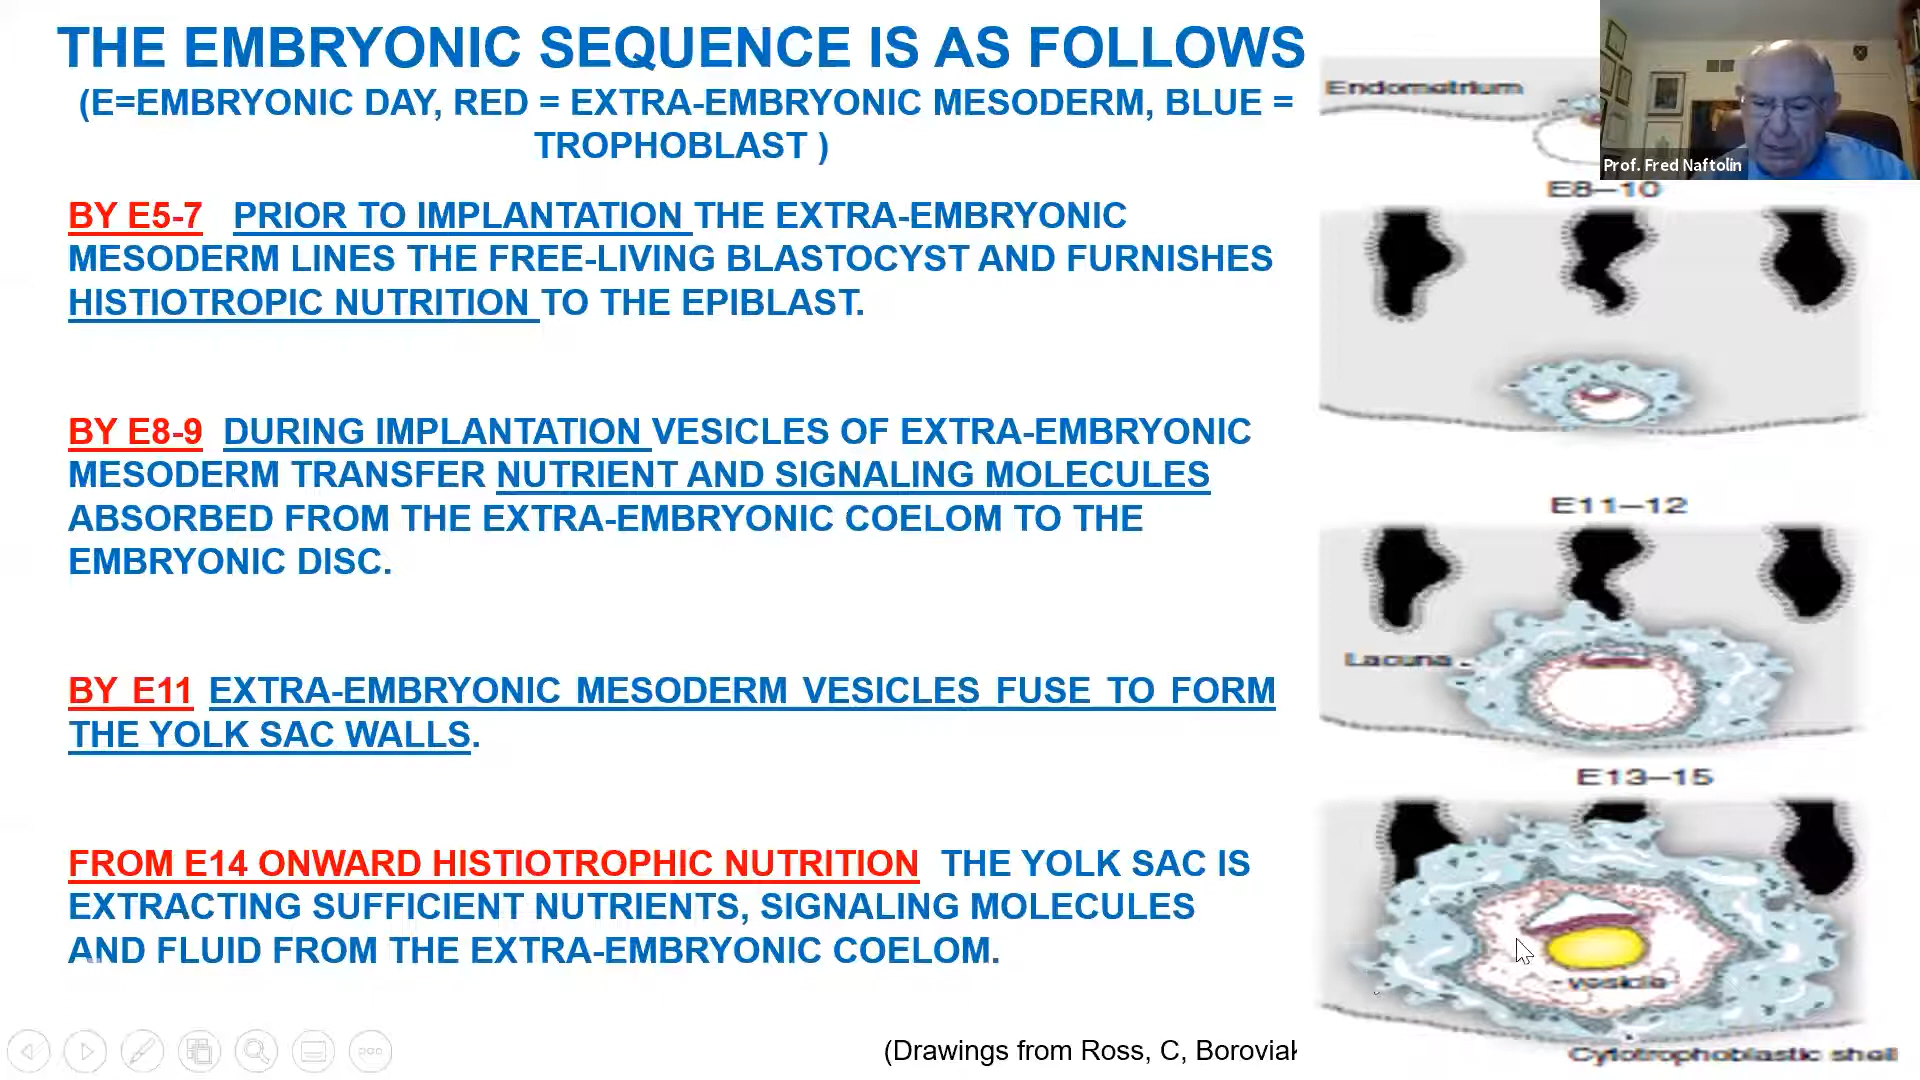 THE EMBRYONIC SEQUENCE IS AS FOLLOWS
(E=EMBRYONIC DAY, RED = EXTRA-EMBRYONIC MESODERM, BLUE =
TROPHOBLAST )
BY E5-7 PRIOR TO IMPLANTATION THE EXTRA-EMBRYONIC
MESODERM LINES THE FREE-LIVING BLASTOCYST AND FURNISHES
HISTIOTROPIC NUTRITION TO THE EPIBLAST.
BY E8-9 DURING IMPLANTATION VESICLES OF EXTRA-EMBRYONIC
MESODERM TRANSFER NUTRIENT AND SIGNALING MOLECULES
ABSORBED FROM THE EXTRA-EMBRYONIC COELOM TO THE
EMBRYONIC DISC.
BY E11 EXTRA-EMBRYONIC MESODERM VESICLES FUSE TO FORM
THE YOLK SAC WALLS.
FROM E14 ONWARD HISTIOTROPHIC NUTRITION THE YOLK SAC IS
EXTRACTING SUFFICIENT NUTRIENTS, SIGNALING MOLECULES
AND FLUID FROM THE EXTRA-EMBRYONIC COELOM.
(Drawings from Ross, C, Boroviak
Endometrium
Prof. Fred Naftolin
E8–10
E11–12
Lacuna
E13–15
vesicle
Cytotrophoblastic shell